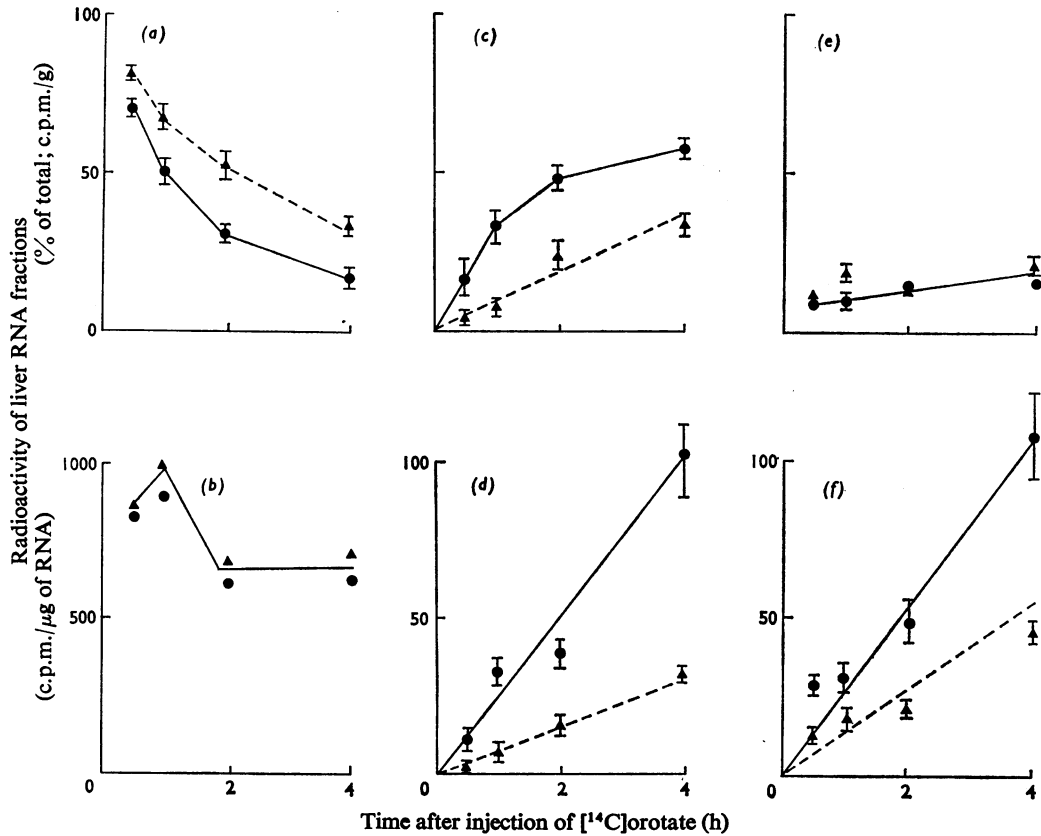 Radioactivity of liver RNA fractions
(% of total; c.p.m./g)
(c.p.m./μg of RNA)
100
50
0
(a)
(c)
(e)
1000
500
0
2
4
(b)
100
50
0
2
4
(d)
100
50
0
2
4
(f)
Time after injection of [¹⁴C]orotate (h)